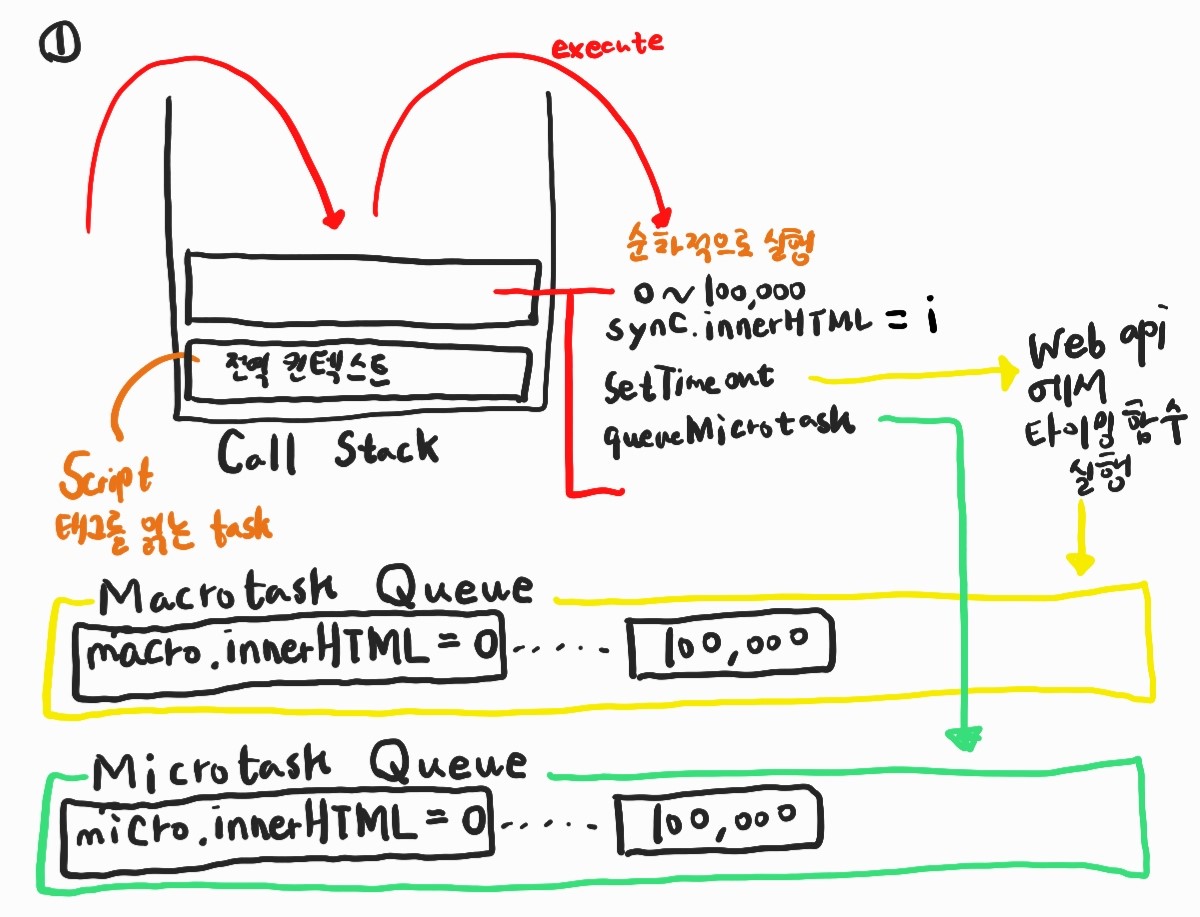 ①
execute
순차적으로 실행
0 ~ 100,000
sync.innerHTML = i
SetTimeout
queueMicrotask
Web api
에서
타이밍 함수
실행
전역 컨텍스트
Call Stack
Script
태그를 읽는 task
Macrotask Queue
macro.innerHTML = 0 ······ 100,000
Microtask Queue
micro.innerHTML = 0 ······ 100,000